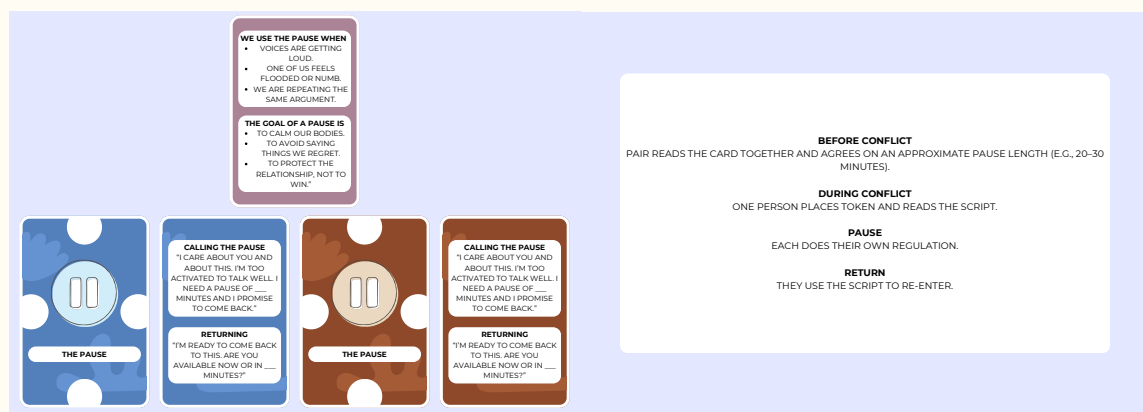 WE USE THE PAUSE WHEN
• VOICES ARE GETTING
LOUD.
• ONE OF US FEELS
FLOODED OR NUMB.
• WE ARE REPEATING THE
SAME ARGUMENT.
THE GOAL OF A PAUSE IS
• TO CALM OUR BODIES.
• TO AVOID SAYING
THINGS WE REGRET.
• TO PROTECT THE
RELATIONSHIP, NOT TO
WIN.”
THE PAUSE
CALLING THE PAUSE
“I CARE ABOUT YOU AND
ABOUT THIS. I’M TOO
ACTIVATED TO TALK WELL. I
NEED A PAUSE OF ___
MINUTES AND I PROMISE
TO COME BACK.”
RETURNING
“I’M READY TO COME BACK
TO THIS. ARE YOU
AVAILABLE NOW OR IN ___
MINUTES?”
THE PAUSE
CALLING THE PAUSE
“I CARE ABOUT YOU AND
ABOUT THIS. I’M TOO
ACTIVATED TO TALK WELL. I
NEED A PAUSE OF ___
MINUTES AND I PROMISE
TO COME BACK.”
RETURNING
“I’M READY TO COME BACK
TO THIS. ARE YOU
AVAILABLE NOW OR IN ___
MINUTES?”
BEFORE CONFLICT
PAIR READS THE CARD TOGETHER AND AGREES ON AN APPROXIMATE PAUSE LENGTH (E.G., 20–30
MINUTES).
DURING CONFLICT
ONE PERSON PLACES TOKEN AND READS THE SCRIPT.
PAUSE
EACH DOES THEIR OWN REGULATION.
RETURN
THEY USE THE SCRIPT TO RE-ENTER.